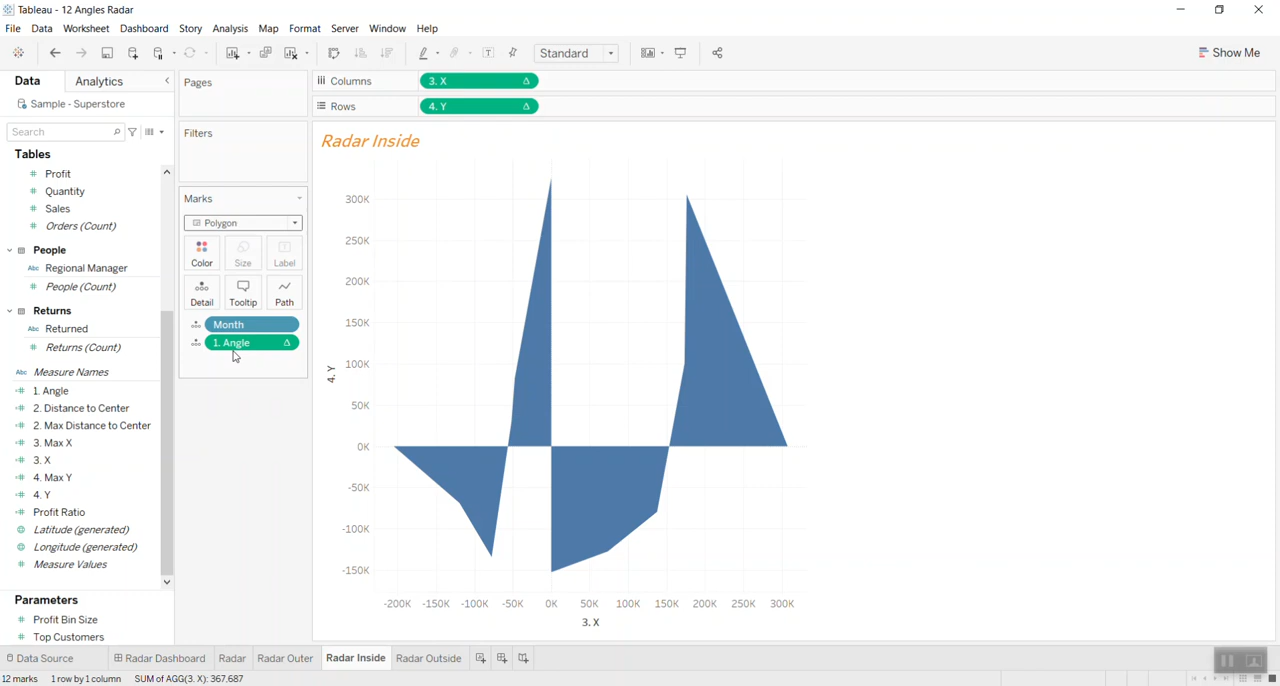 Tableau - 12 Angles Radar
File Data Worksheet Dashboard Story Analysis Map Format Server Window Help
Standard
Show Me
Data Analytics
Sample - Superstore
Search
Tables
# Profit
# Quantity
# Sales
# Orders (Count)
People
Abc Regional Manager
# People (Count)
Returns
Abc Returned
# Returns (Count)
Abc Measure Names
=# 1. Angle
=# 2. Distance to Center
=# 2. Max Distance to Center
=# 3. Max X
=# 3. X
=# 4. Max Y
=# 4. Y
=# Profit Ratio
Latitude (generated)
Longitude (generated)
# Measure Values
Parameters
# Profit Bin Size
# Top Customers
Pages
Filters
Marks
Polygon
Color Size Label
Detail Tooltip Path
Month
1. Angle Δ
Columns 3. X Δ
Rows 4. Y Δ
Radar Inside
300K
250K
200K
150K
100K
50K
0K
-50K
-100K
-150K
4. Y
-200K -150K -100K -50K 0K 50K 100K 150K 200K 250K 300K
3. X
Data Source Radar Dashboard Radar Radar Outer Radar Inside Radar Outside
12 marks 1 row by 1 column SUM of AGG(3. X): 367,687